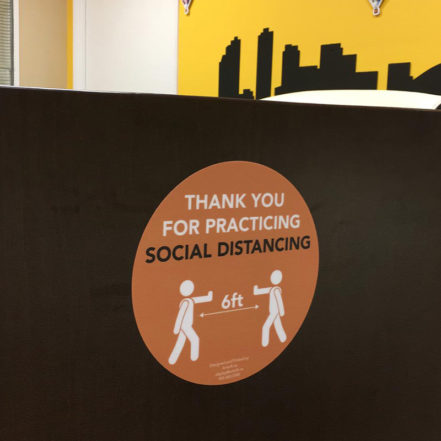 THANK YOU
FOR PRACTICING
SOCIAL DISTANCING
6ft